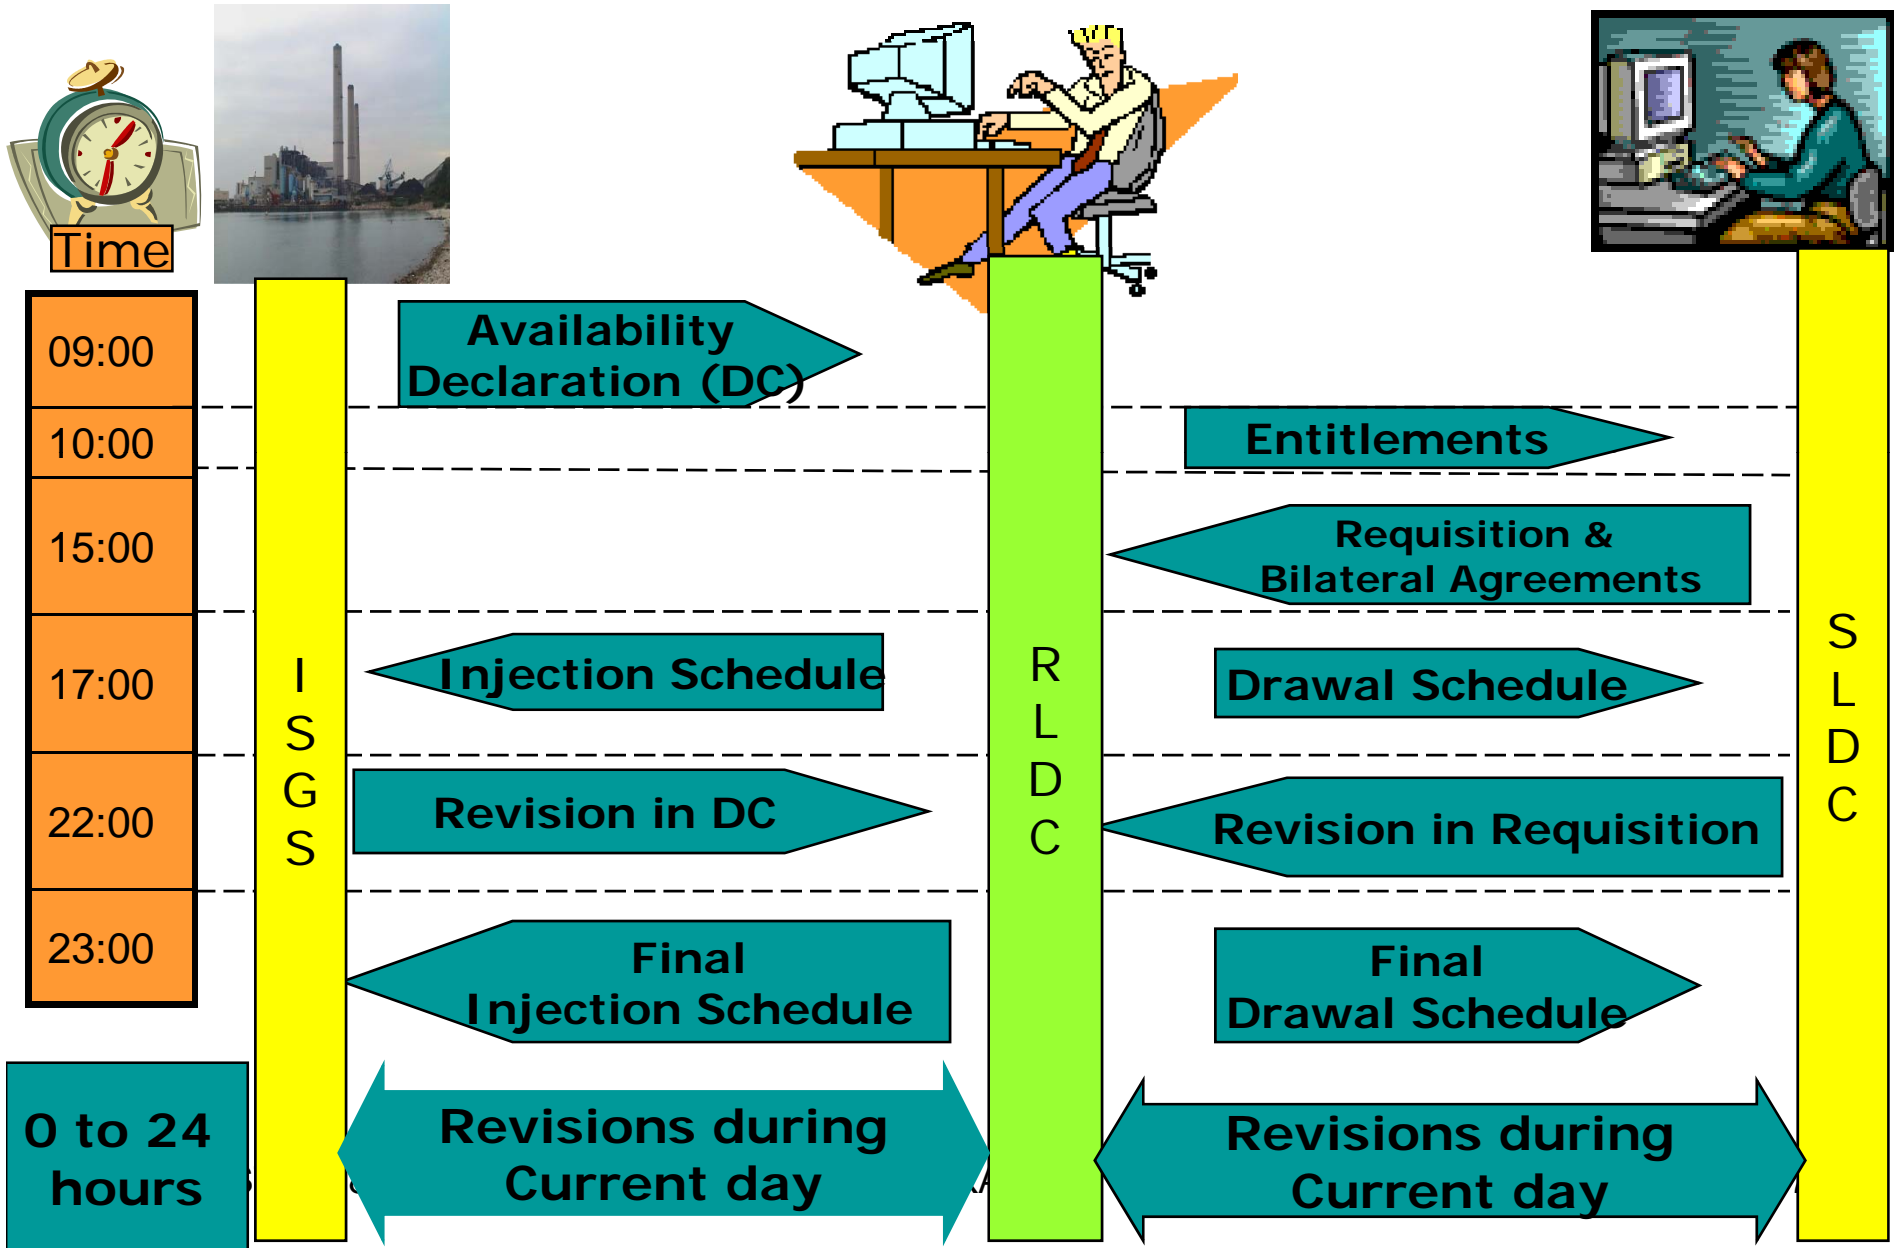 Time
09:00
Availability
Declaration (DC)
10:00
Entitlements
15:00
Requisition &
Bilateral Agreements
17:00
Injection Schedule
Drawal Schedule
I
S
G
S
R
L
D
C
S
L
D
C
22:00
Revision in DC
Revision in Requisition
23:00
Final
Injection Schedule
Final
Drawal Schedule
0 to 24
hours
Revisions during
Current day
Revisions during
Current day